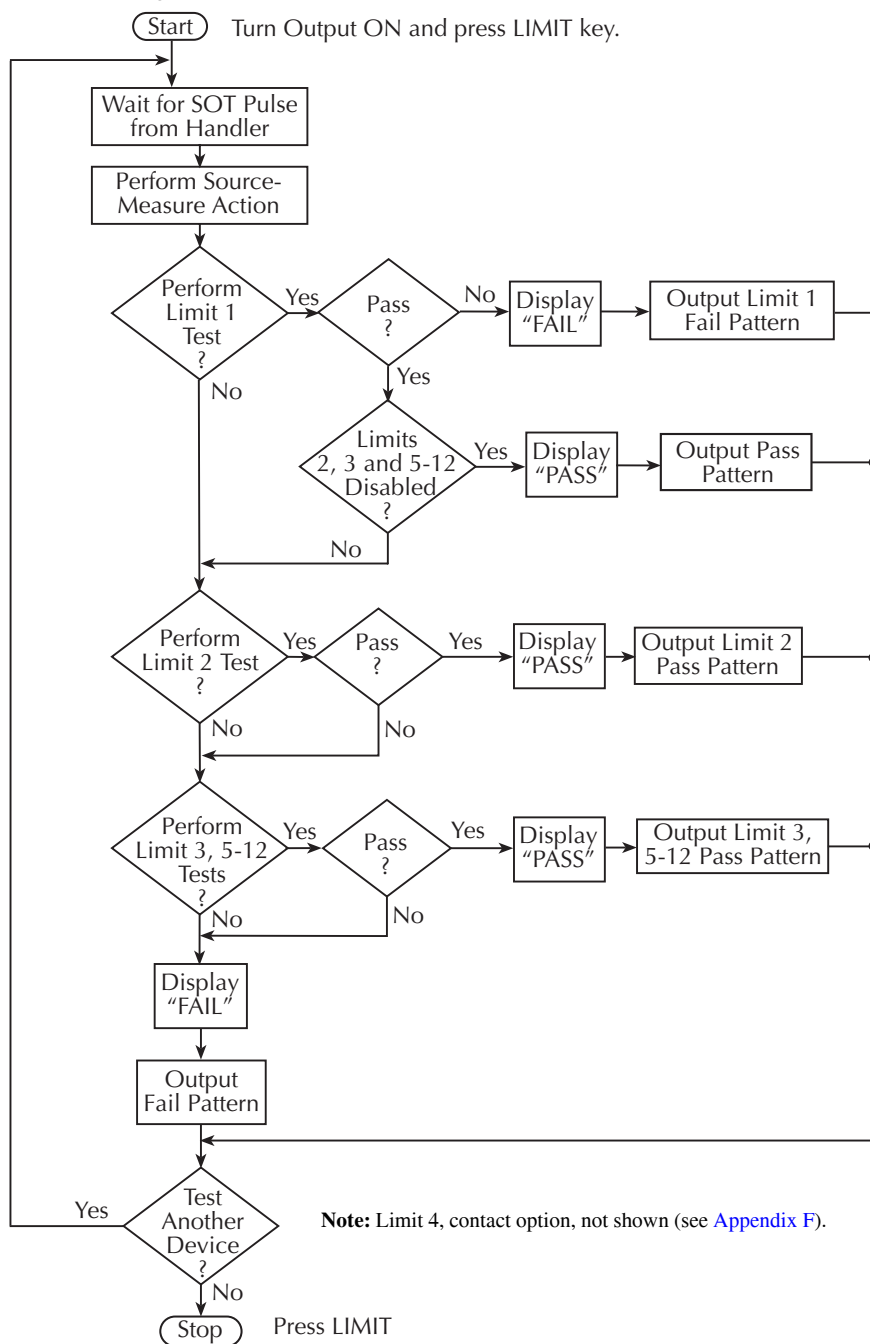 Start
Turn Output ON and press LIMIT key.
Wait for SOT Pulse
from Handler
Perform Source-
Measure Action
Perform
Limit 1
Test
?
Yes
No
Pass
?
No
Yes
Display
“FAIL”
Output Limit 1
Fail Pattern
Limits
2, 3 and 5-12
Disabled
?
Yes
No
Display
“PASS”
Output Pass
Pattern
Perform
Limit 2 Test
?
Yes
No
Pass
?
Yes
No
Display
“PASS”
Output Limit 2
Pass Pattern
Perform
Limit 3, 5-12
Tests
?
Yes
No
Pass
?
Yes
No
Display
“PASS”
Output Limit 3,
5-12 Pass Pattern
Display
“FAIL”
Output
Fail Pattern
Test
Another
Device
?
Yes
No
Note: Limit 4, contact option, not shown (see Appendix F).
Stop
Press LIMIT